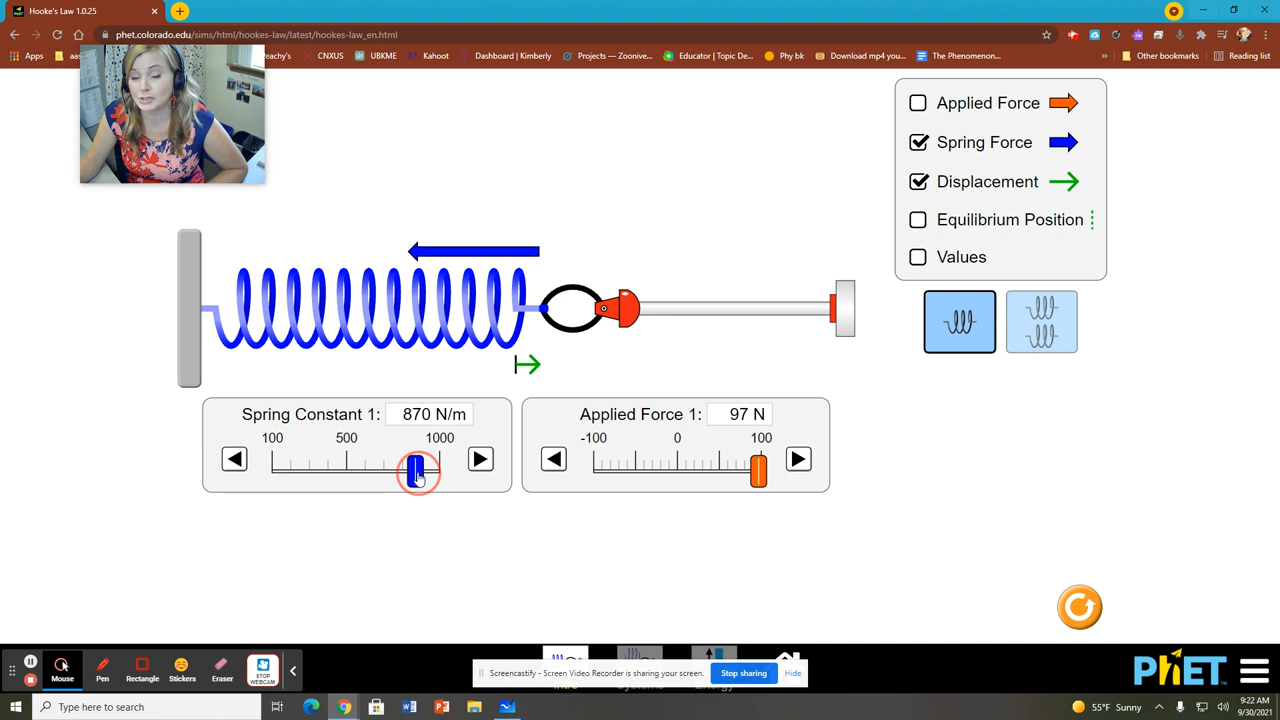 Hooke's Law 1.0.25
phet.colorado.edu/sims/html/hookes-law/latest/hookes-law_en.html
Apps
CNXUS
UBKME
Kahoot
Dashboard | Kimberly
Projects — Zoonive...
Educator | Topic De...
Phy bk
Download mp4 you...
The Phenomenon...
Other bookmarks
Reading list
Applied Force
Spring Force
Displacement
Equilibrium Position
Values
Spring Constant 1: 870 N/m
100 500 1000
Applied Force 1: 97 N
-100 0 100
Mouse
Pen
Rectangle
Stickers
Eraser
STOP WEBCAM
Screencastify - Screen Video Recorder is sharing your screen.
Stop sharing
Hide
PhET
Type here to search
55°F Sunny
9:22 AM
9/30/2021